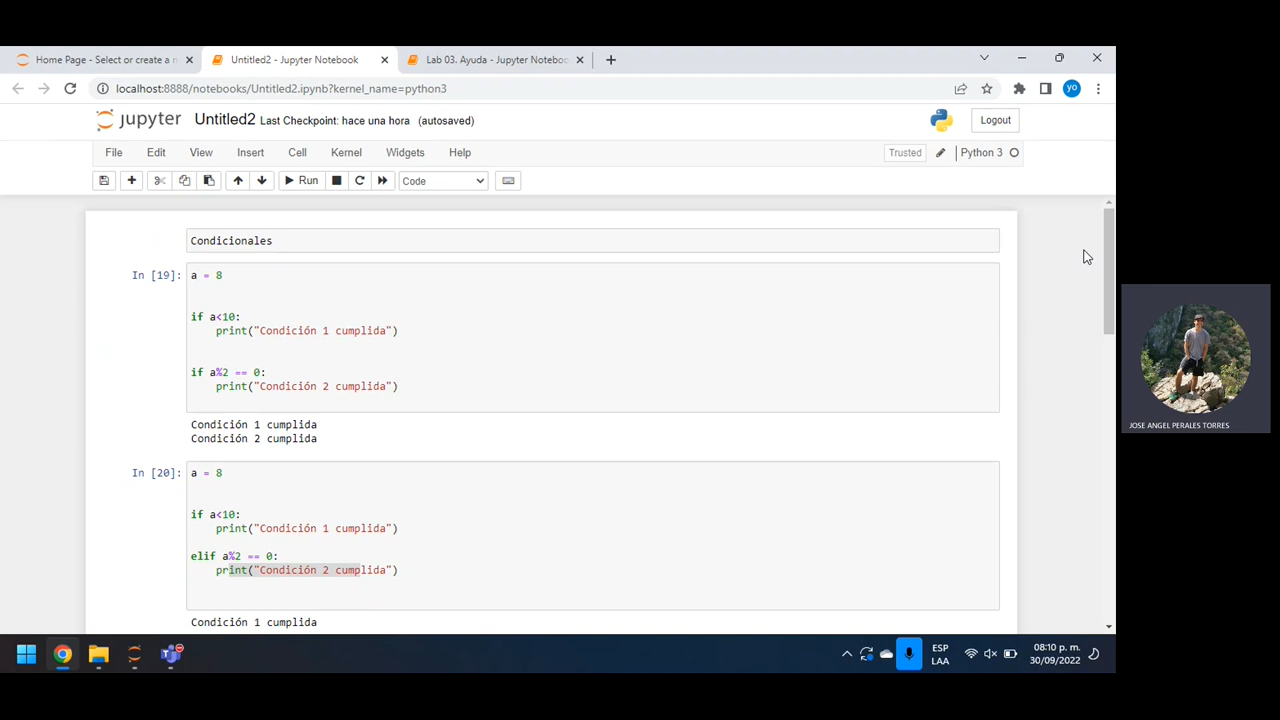 Home Page - Select or create a n
Untitled2 - Jupyter Notebook
Lab 03. Ayuda - Jupyter Noteboo
localhost:8888/notebooks/Untitled2.ipynb?kernel_name=python3
yo
jupyter Untitled2 Last Checkpoint: hace una hora (autosaved)
Logout
File Edit View Insert Cell Kernel Widgets Help
Trusted
Python 3
Run
Code
Condicionales
In [19]: a = 8
if a<10:
print("Condición 1 cumplida")
if a%2 == 0:
print("Condición 2 cumplida")
Condición 1 cumplida
Condición 2 cumplida
In [20]: a = 8
if a<10:
print("Condición 1 cumplida")
elif a%2 == 0:
print("Condición 2 cumplida")
Condición 1 cumplida
JOSE ANGEL PERALES TORRES
ESP
LAA
08:10 p. m.
30/09/2022